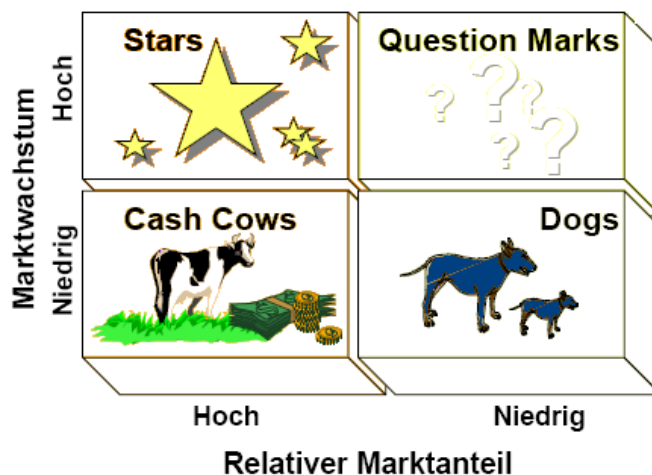 Stars
Question Marks
Marktwachstum
Hoch
Niedrig
Cash Cows
Dogs
Hoch
Niedrig
Relativer Marktanteil